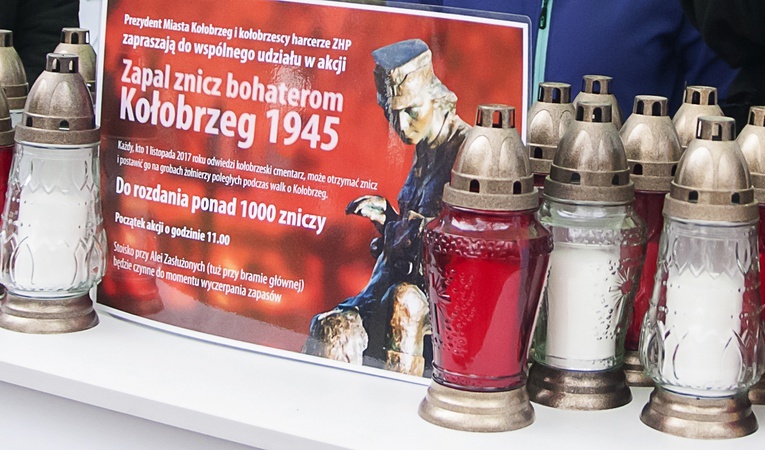 Prezydent Miasta Kołobrzeg i kołobrzescy harcerze ZHP
zapraszają do wspólnego udziału w akcji
Zapal znicz bohaterom
Kołobrzeg 1945
Każdy, kto 1 listopada 2017 roku odwiedzi kołobrzeski cmentarz, może otrzymać znicz
i postawić go na grobach żołnierzy poległych podczas walk o Kołobrzeg.
Do rozdania ponad 1000 zniczy
Początek akcji o godzinie 11.00
Stoisko przy Alei Zasłużonych (tuż przy bramie głównej)
będzie czynne do momentu wyczerpania zapasów